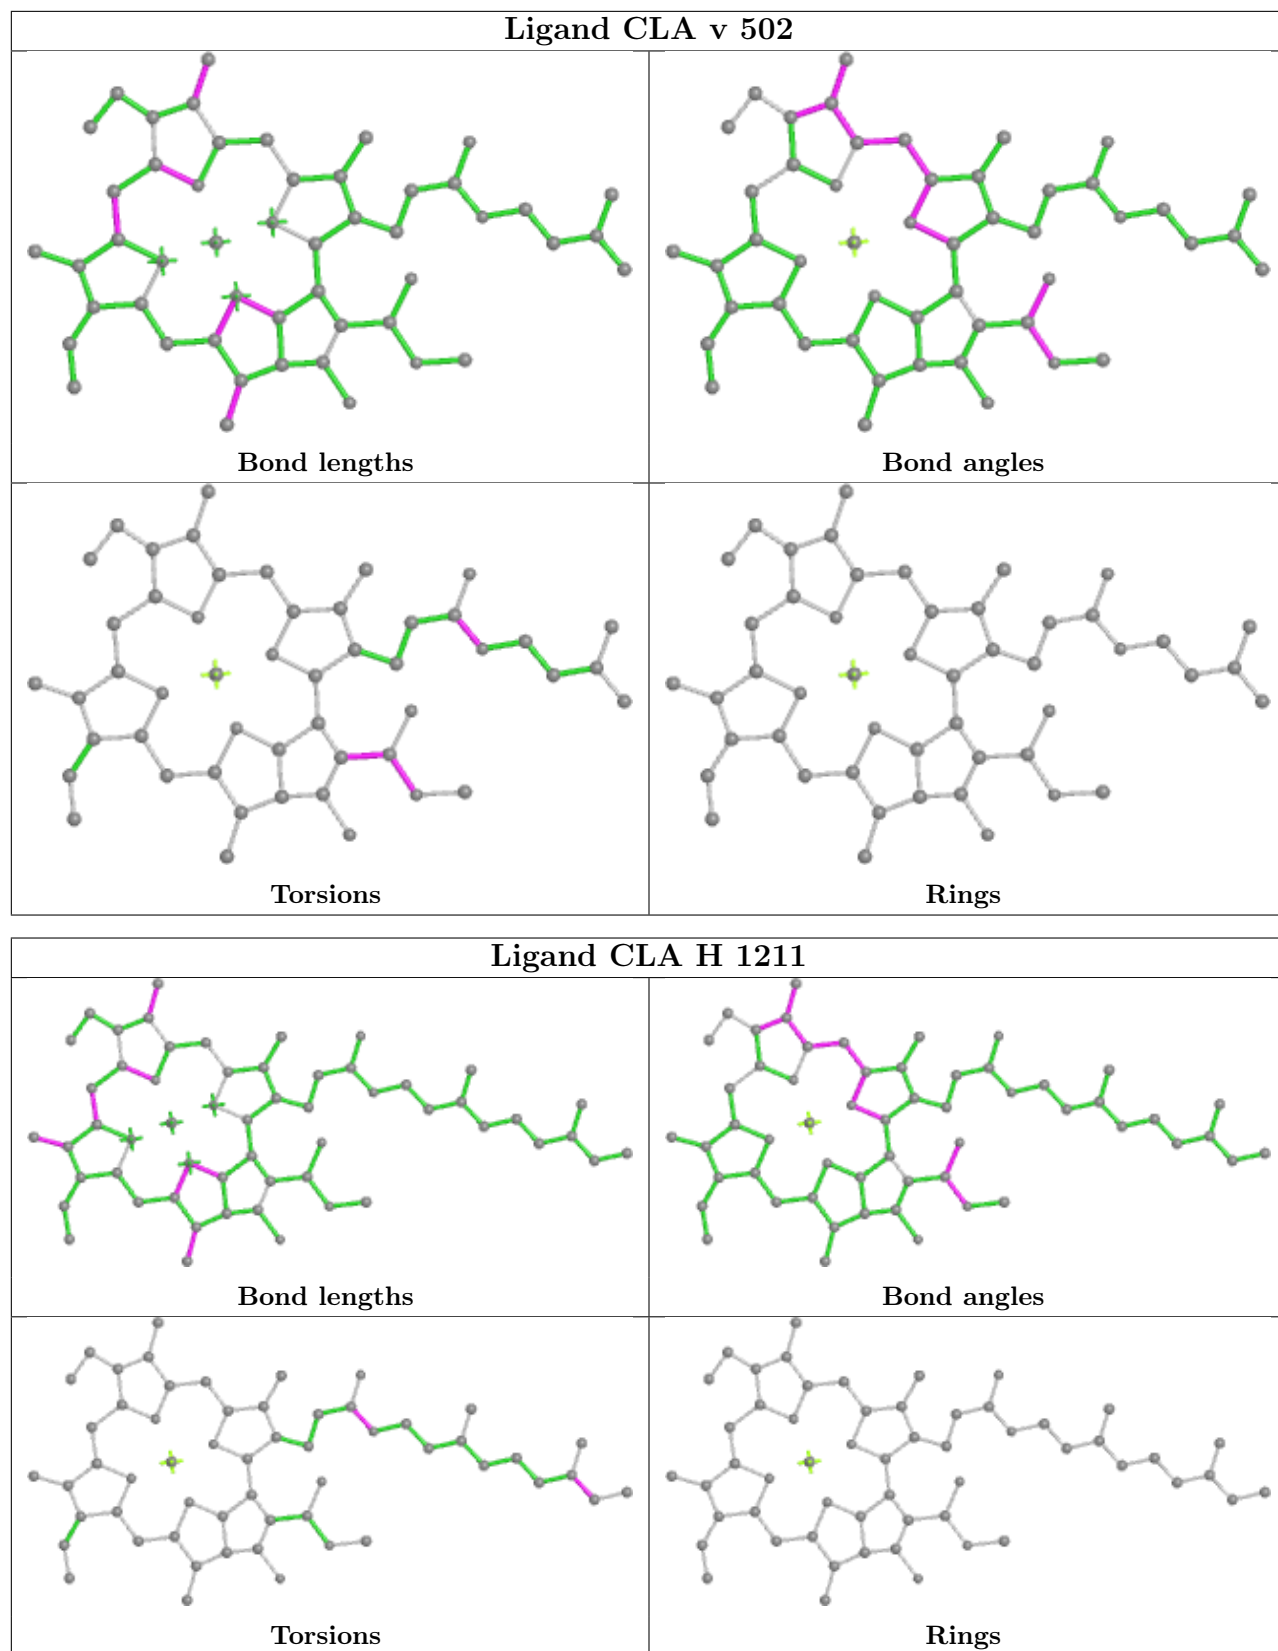 Ligand CLA v 502
Bond lengths
Bond angles
Torsions
Rings
Ligand CLA H 1211
Bond lengths
Bond angles
Torsions
Rings